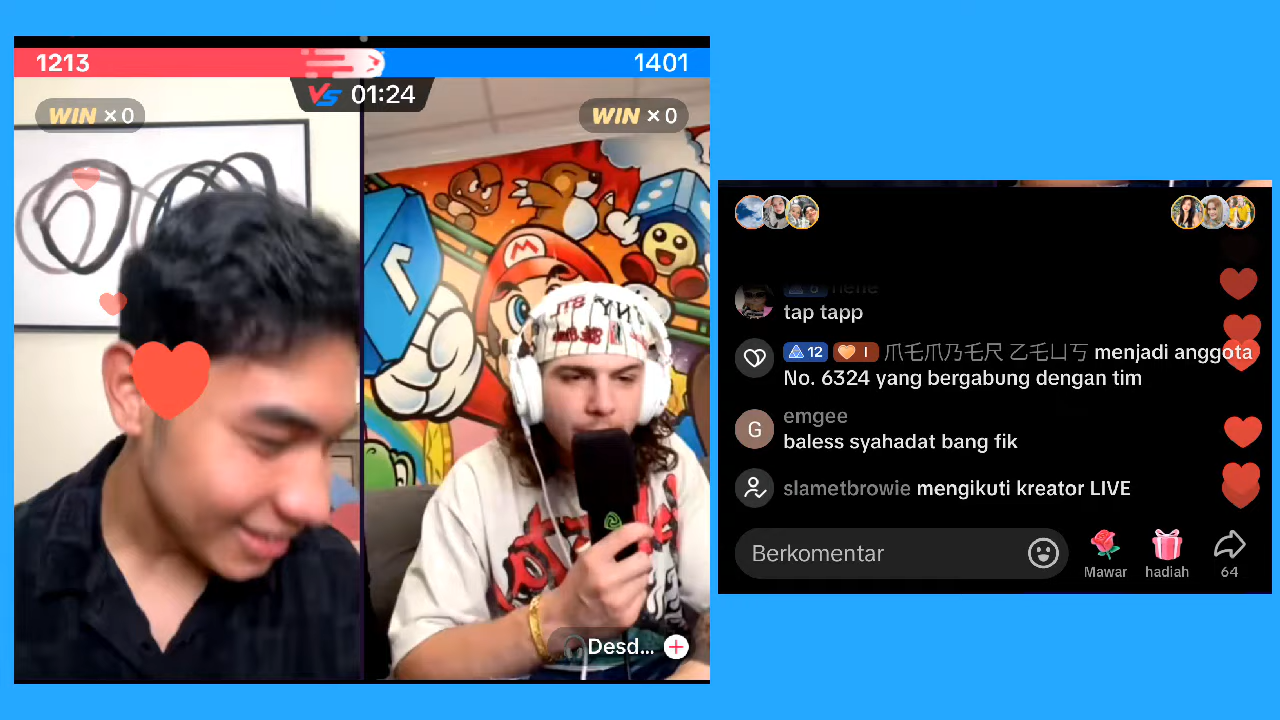 1213
1401
VS 01:24
WIN × 0
WIN × 0
M
Desd...
tap tapp
12 I 爪乇爪乃乇尺 乙乇凵丂 menjadi anggota
No. 6324 yang bergabung dengan tim
emgee
G
baless syahadat bang fik
slametbrowie mengikuti kreator LIVE
Berkomentar
Mawar
hadiah
64